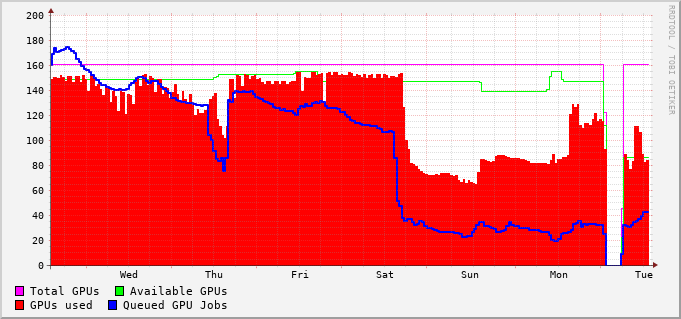 200
180
160
140
120
100
80
60
40
20
0
Wed Thu Fri Sat Sun Mon Tue
Total GPUs Available GPUs
GPUs used Queued GPU Jobs
RRDTOOL / TOBI OETIKER